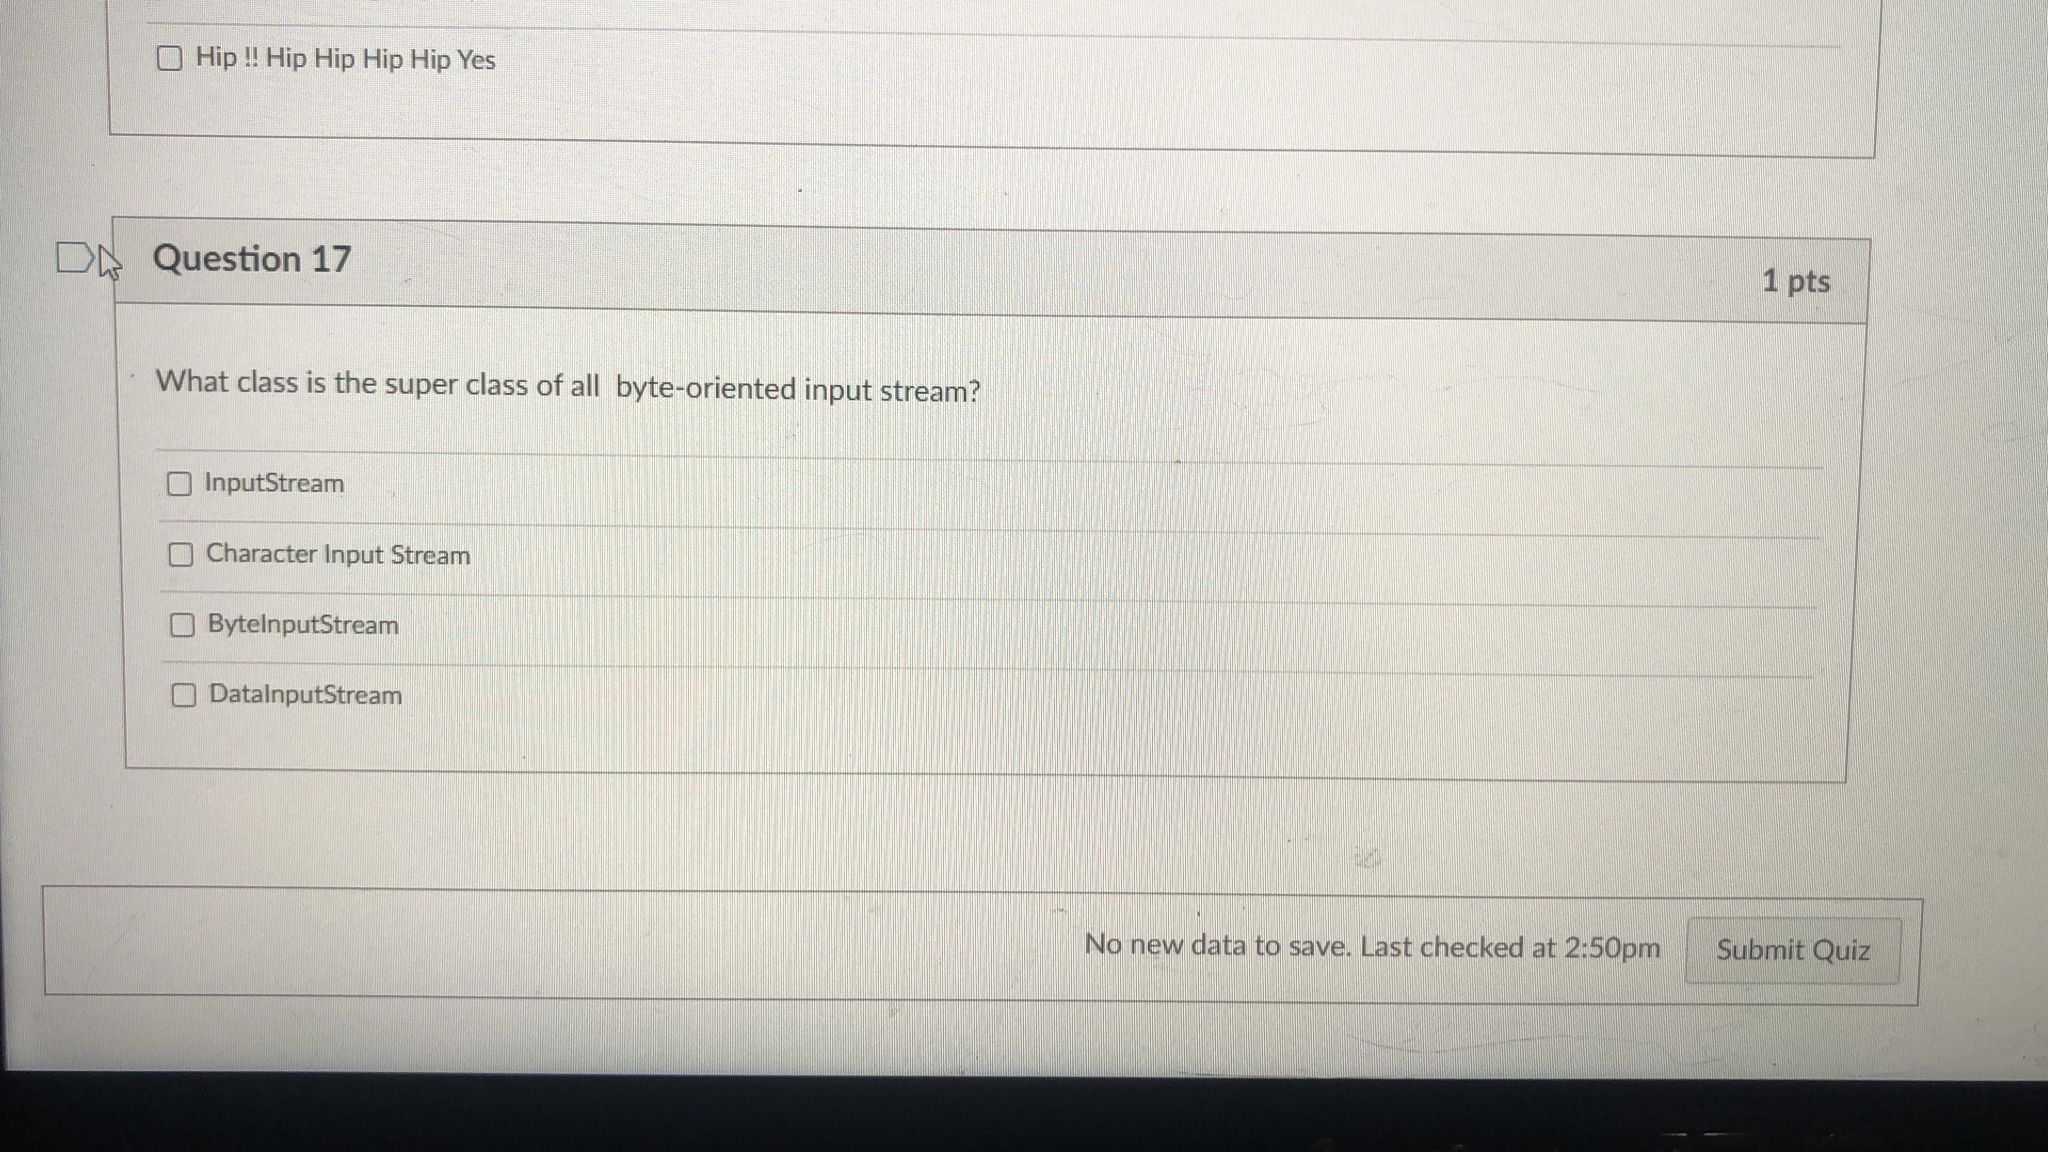 Hip !! Hip Hip Hip Hip Yes
Question 17
1 pts
What class is the super class of all byte-oriented input stream?
InputStream
Character Input Stream
ByteInputStream
DataInputStream
No new data to save. Last checked at 2:50pm
Submit Quiz